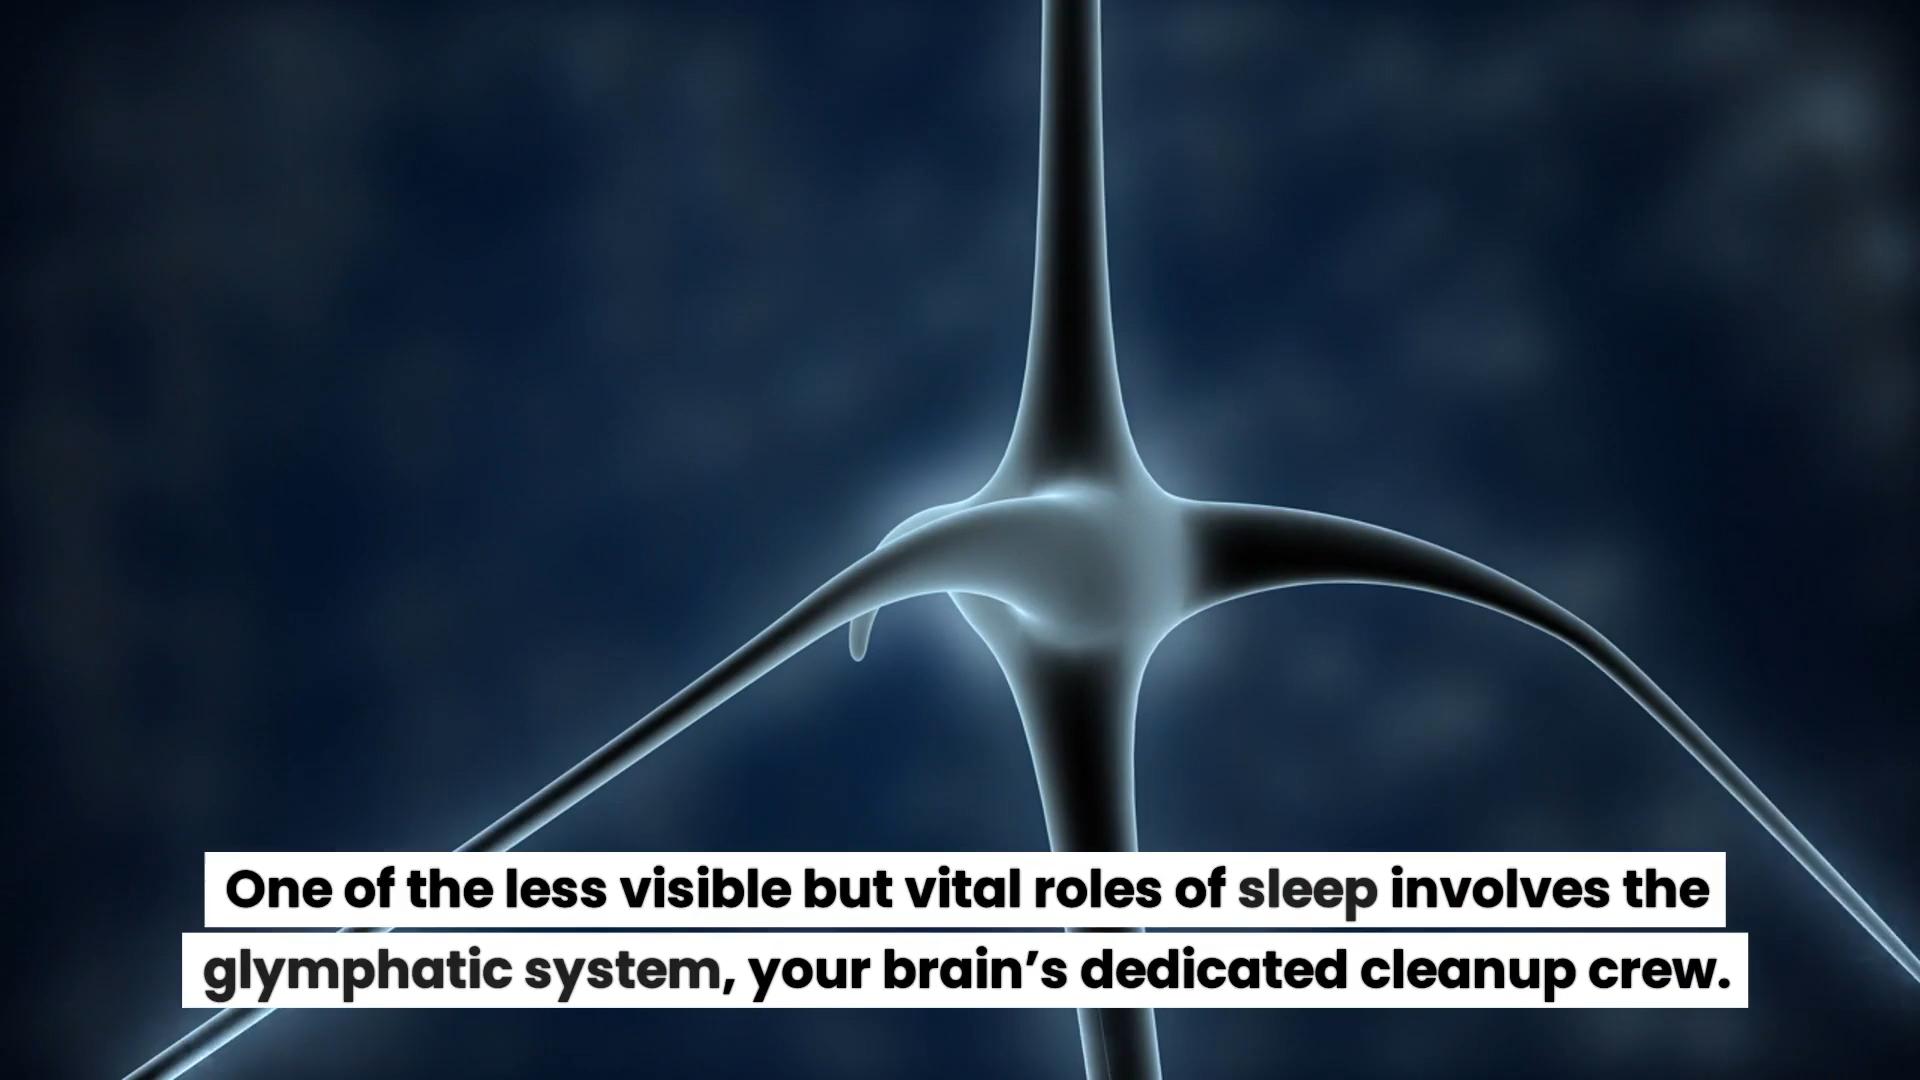 One of the less visible but vital roles of sleep involves the
glymphatic system, your brain’s dedicated cleanup crew.